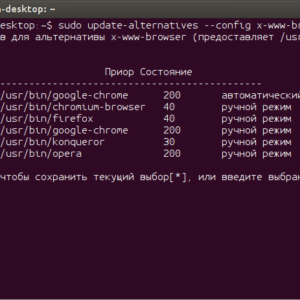 -desktop: ~
desktop:~$ sudo update-alternatives --config x-www-br
в для альтернативы x-www-browser (предоставляет /us
Приор Состояние
/usr/bin/google-chrome 200 автоматический
/usr/bin/chromium-browser 40 ручной режим
/usr/bin/firefox 40 ручной режим
/usr/bin/google-chrome 200 ручной режим
/usr/bin/konqueror 30 ручной режим
/usr/bin/opera 200 ручной режим
чтобы сохранить текущий выбор[*], или введите выбран